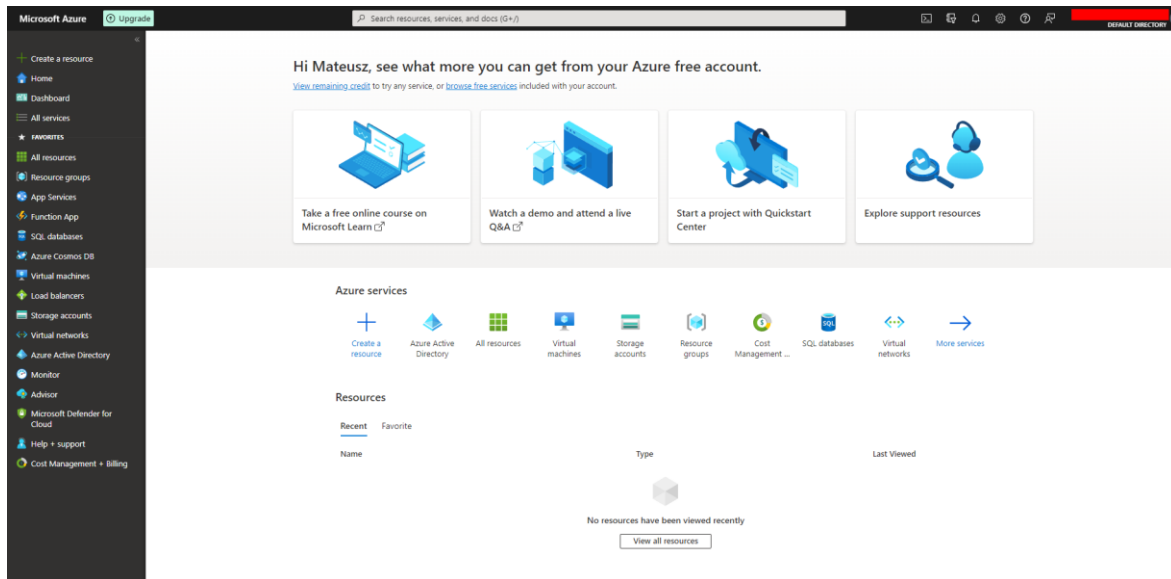 Microsoft Azure
Upgrade
Search resources, services, and docs (G+/)
DEFAULT DIRECTORY
«
Create a resource
Home
Dashboard
All services
FAVORITES
All resources
Resource groups
App Services
Function App
SQL databases
Azure Cosmos DB
Virtual machines
Load balancers
Storage accounts
Virtual networks
Azure Active Directory
Monitor
Advisor
Microsoft Defender for
Cloud
Help + support
Cost Management + Billing
Hi Mateusz, see what more you can get from your Azure free account.
View remaining credit to try any service, or browse free services included with your account.
Take a free online course on
Microsoft Learn
Watch a demo and attend a live
Q&A
Start a project with Quickstart
Center
Explore support resources
Azure services
Create a
resource
Azure Active
Directory
All resources
Virtual
machines
Storage
accounts
Resource
groups
Cost
Management ...
SQL
SQL databases
Virtual
networks
More services
Resources
Recent Favorite
Name Type Last Viewed
No resources have been viewed recently
View all resources